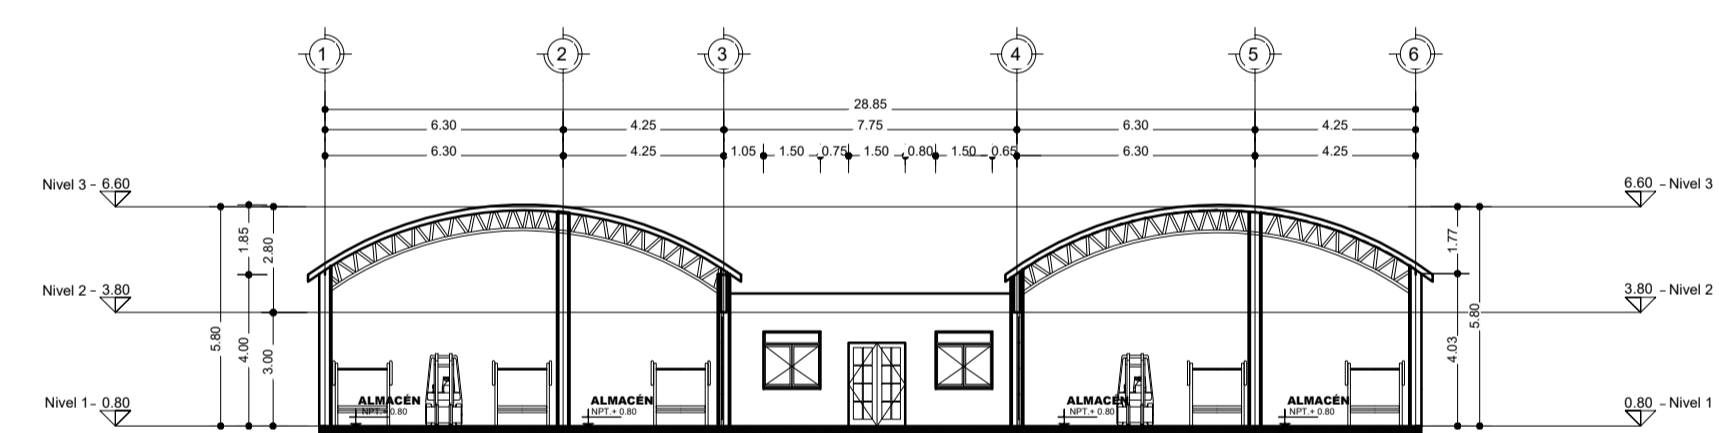 1 2 3 4 5 6
28.85
6.30 4.25 7.75 6.30 4.25
6.30 4.25 1.05 1.50 0.75 1.50 0.80 1.50 0.65 6.30 4.25
Nivel 3 - 6.60
6.60 - Nivel 3
1.85
2.80
1.77
Nivel 2 - 3.80
3.80 - Nivel 2
5.80
4.00
3.00
4.03
5.80
ALMACÉN
NPT.+ 0.80
ALMACÉN
NPT.+ 0.80
ALMACÉN
NPT.+ 0.80
ALMACÉN
NPT.+ 0.80
Nivel 1- 0.80
0.80 - Nivel 1